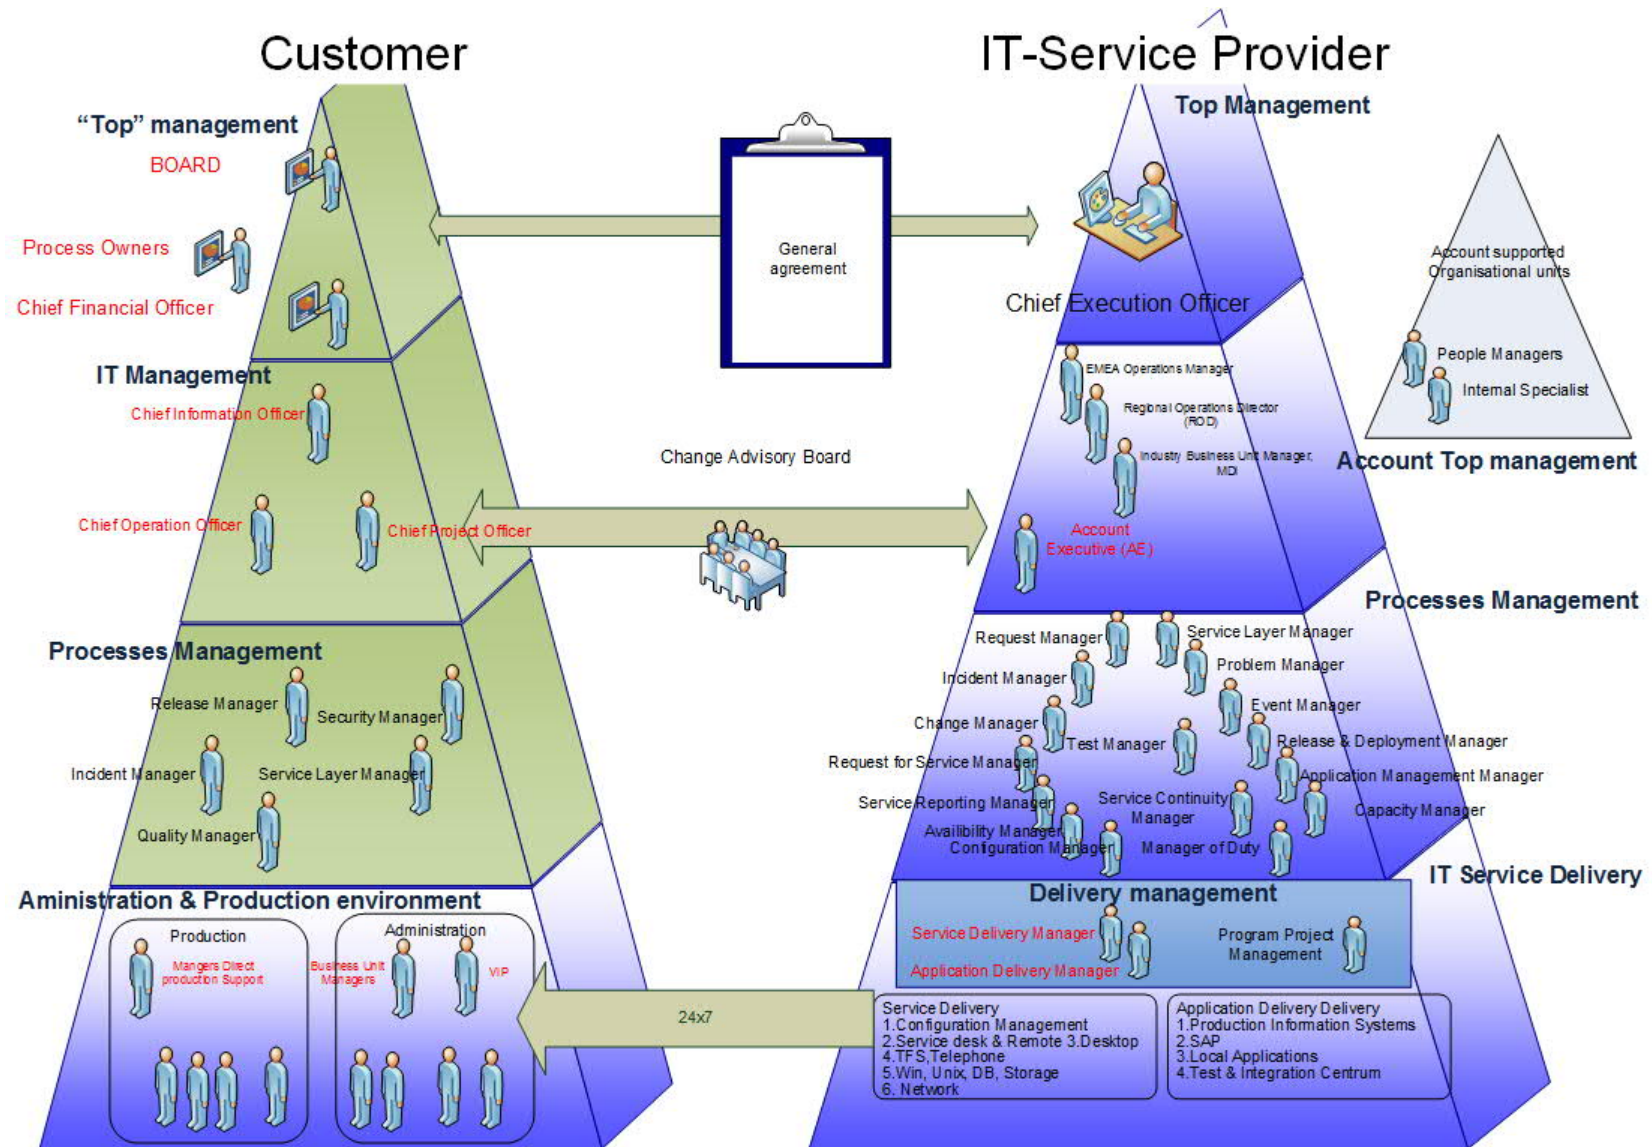 Customer
IT-Service Provider
“Top” management
BOARD
Process Owners
Chief Financial Officer
IT Management
Chief Information Officer
Chief Operation Officer
Chief Project Officer
Processes Management
Release Manager
Security Manager
Incident Manager
Service Layer Manager
Quality Manager
Aministration & Production environment
Production
Mangers Direct
production Support
Administration
Business Unit
Managers
VIP
General
agreement
Change Advisory Board
24x7
Top Management
Chief Execution Officer
Account supported
Organisational units
People Managers
Internal Specialist
Account Top management
EMEA Operations Manager
Regional Operations Director
(ROD)
Industry Business Unit Manager,
MDI
Account
Executive (AE)
Processes Management
Request Manager
Service Layer Manager
Incident Manager
Problem Manager
Change Manager
Event Manager
Test Manager
Release & Deployment Manager
Request for Service Manager
Application Management Manager
Service Reporting Manager
Service Continuity
Manager
Capacity Manager
Availibility Manager
Configuration Manager
Manager of Duty
IT Service Delivery
Delivery management
Service Delivery Manager
Application Delivery Manager
Program Project
Management
Service Delivery
1.Configuration Management
2.Service desk & Remote 3.Desktop
4.TFS,Telephone
5.Win, Unix, DB, Storage
6. Network
Application Delivery Delivery
1.Production Information Systems
2.SAP
3.Local Applications
4.Test & Integration Centrum